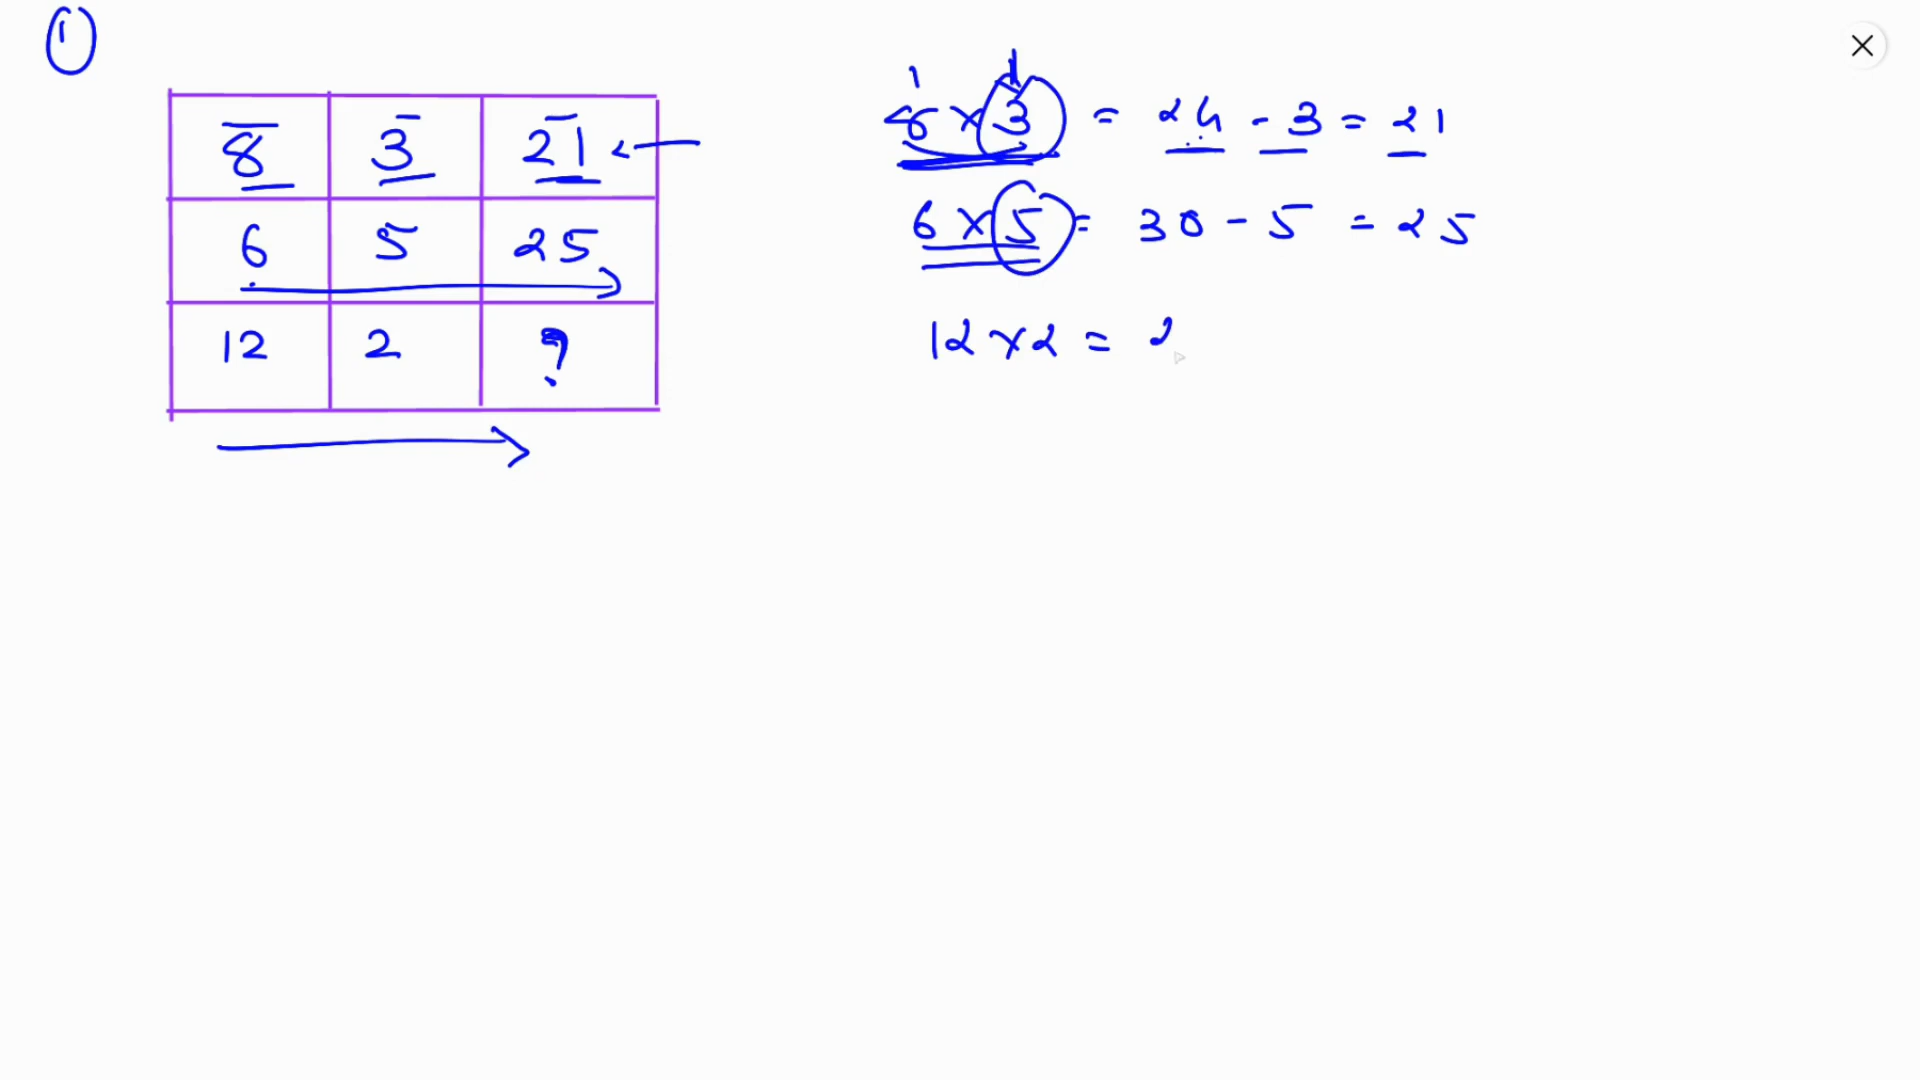 1
8 3 21
6 5 25
12 2 ?
8 × 3 = 24 - 3 = 21
6 × 5 = 30 - 5 = 25
12 × 2 = 2